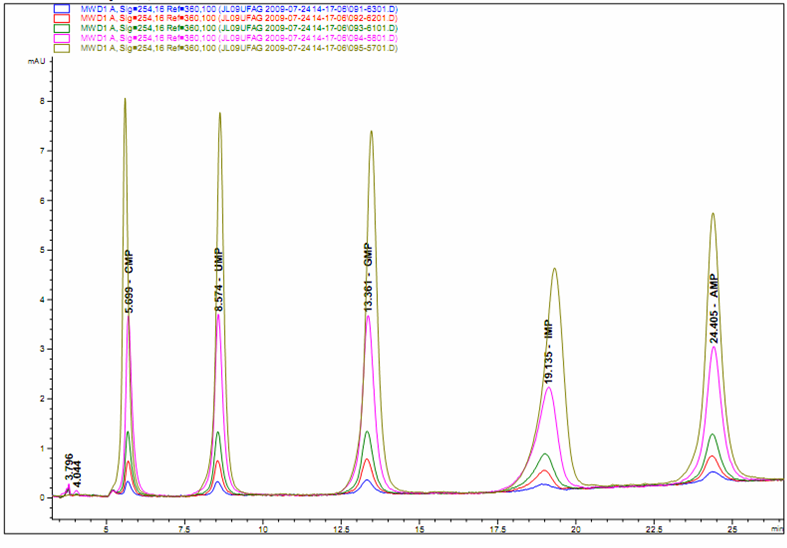 MWD1 A, Sig=254,16 Ref=360,100 (JL09UFAG 2009-07-24 14-17-06\091-6301.D)
MWD1 A, Sig=254,16 Ref=360,100 (JL09UFAG 2009-07-24 14-17-06\092-6201.D)
MWD1 A, Sig=254,16 Ref=360,100 (JL09UFAG 2009-07-24 14-17-06\093-6101.D)
MWD1 A, Sig=254,16 Ref=360,100 (JL09UFAG 2009-07-24 14-17-06\094-5801.D)
MWD1 A, Sig=254,16 Ref=360,100 (JL09UFAG 2009-07-24 14-17-06\095-5701.D)
mAU
8
7
6
5
4
3
2
1
0
3.796
4.044
5.699 - CMP
8.574 - UMP
13.361 - GMP
19.135 - IMP
24.405 - AMP
5 7.5 10 12.5 15 17.5 20 22.5 25 min